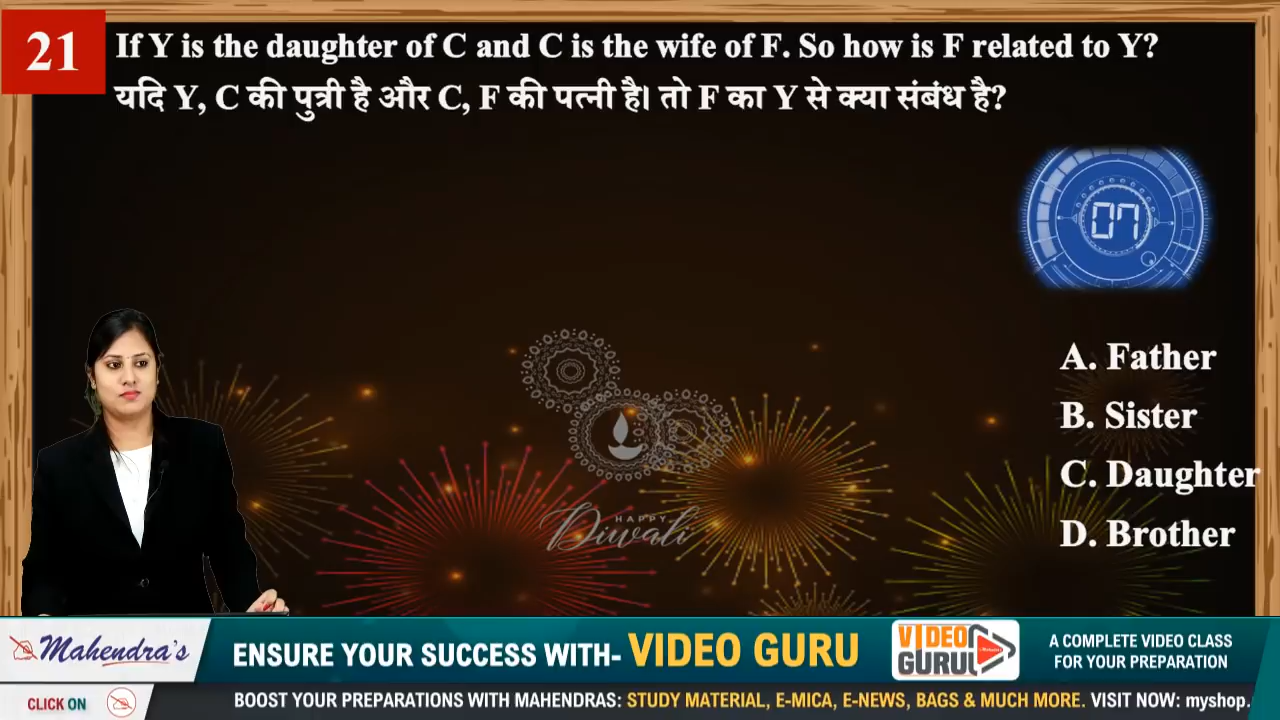 21
If Y is the daughter of C and C is the wife of F. So how is F related to Y?
यदि Y, C की पुत्री है और C, F की पत्नी है। तो F का Y से क्या संबंध है?
07
A. Father
B. Sister
C. Daughter
D. Brother
HAPPY
Diwali
Mahendra's
ENSURE YOUR SUCCESS WITH- VIDEO GURU
VIDEO
GURU
A COMPLETE VIDEO CLASS
FOR YOUR PREPARATION
CLICK ON
BOOST YOUR PREPARATIONS WITH MAHENDRAS: STUDY MATERIAL, E-MICA, E-NEWS, BAGS & MUCH MORE. VISIT NOW: myshop.